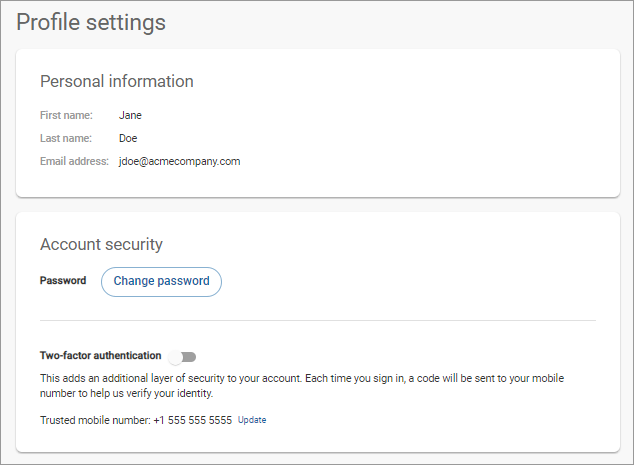 Profile settings
Personal information
First name: Jane
Last name: Doe
Email address: jdoe@acmecompany.com
Account security
Password Change password
Two-factor authentication
This adds an additional layer of security to your account. Each time you sign in, a code will be sent to your mobile
number to help us verify your identity.
Trusted mobile number: +1 555 555 5555 Update